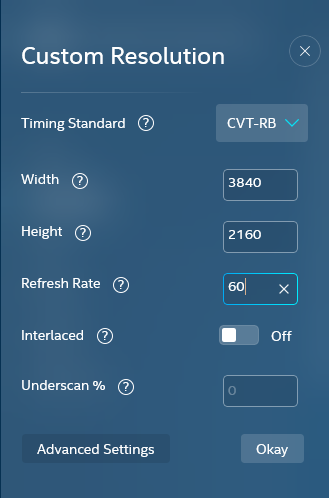 Custom Resolution
Timing Standard ? CVT-RB
Width ? 3840
Height ? 2160
Refresh Rate ? 60
Interlaced ? Off
Underscan % ? 0
Advanced Settings Okay